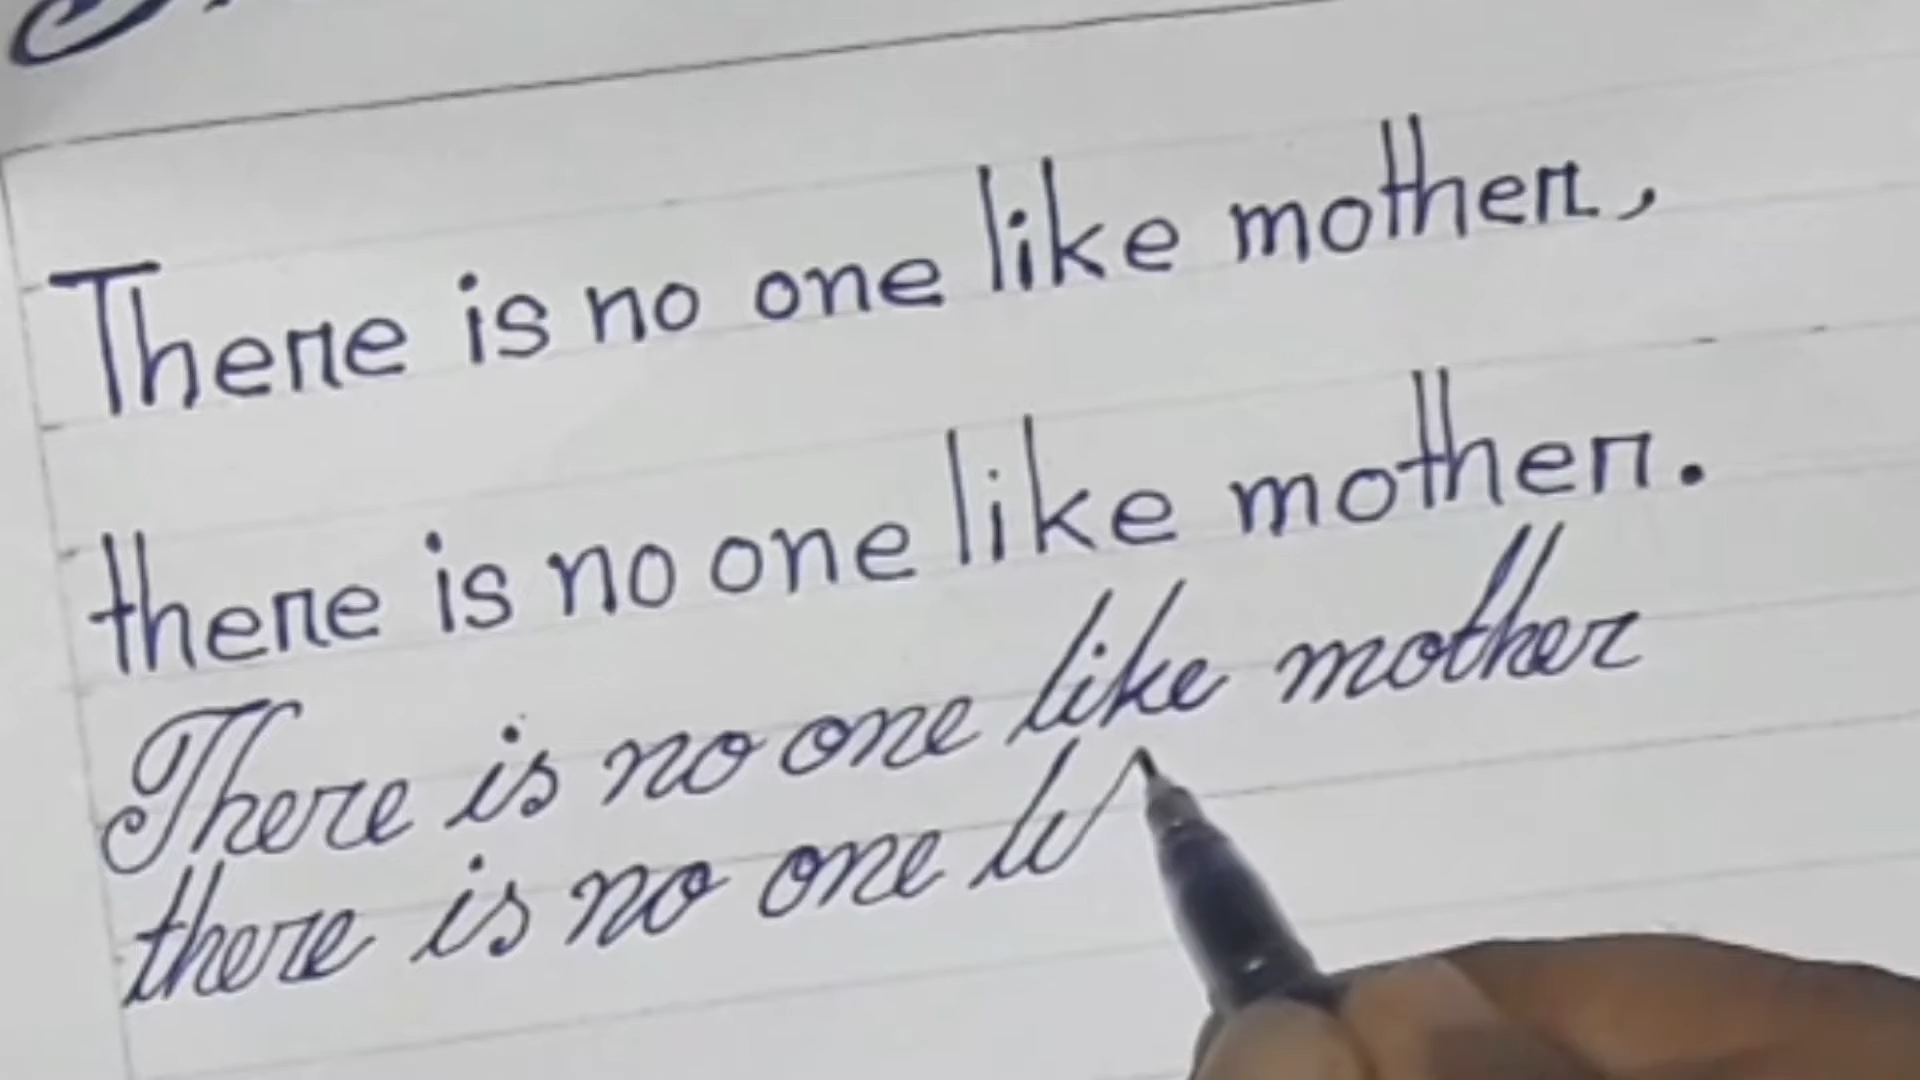 There is no one like mother,
there is no one like mother.
There is no one like mother
there is no one